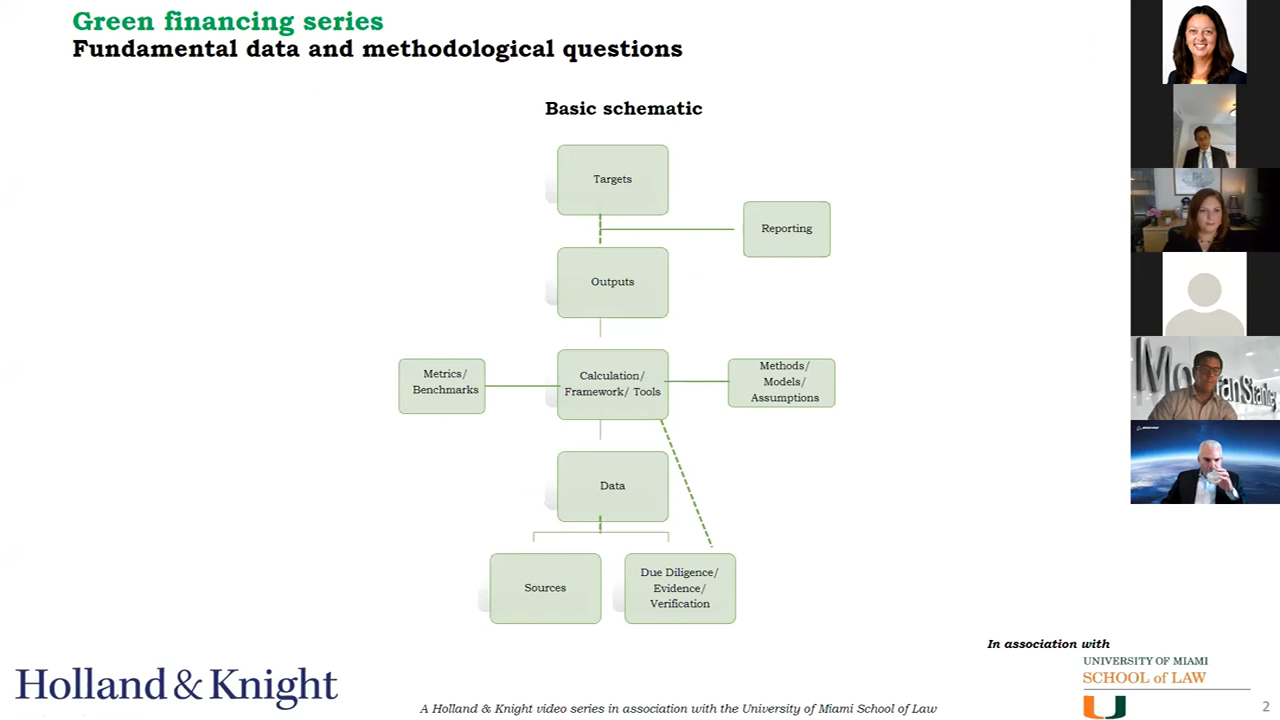 Green financing series
Fundamental data and methodological questions
Basic schematic
Targets
Reporting
Outputs
Metrics/
Benchmarks
Calculation/
Framework/ Tools
Methods/
Models/
Assumptions
Data
Sources
Due Diligence/
Evidence/
Verification
In association with
UNIVERSITY OF MIAMI
SCHOOL of LAW
Holland & Knight
A Holland & Knight video series in association with the University of Miami School of Law
2